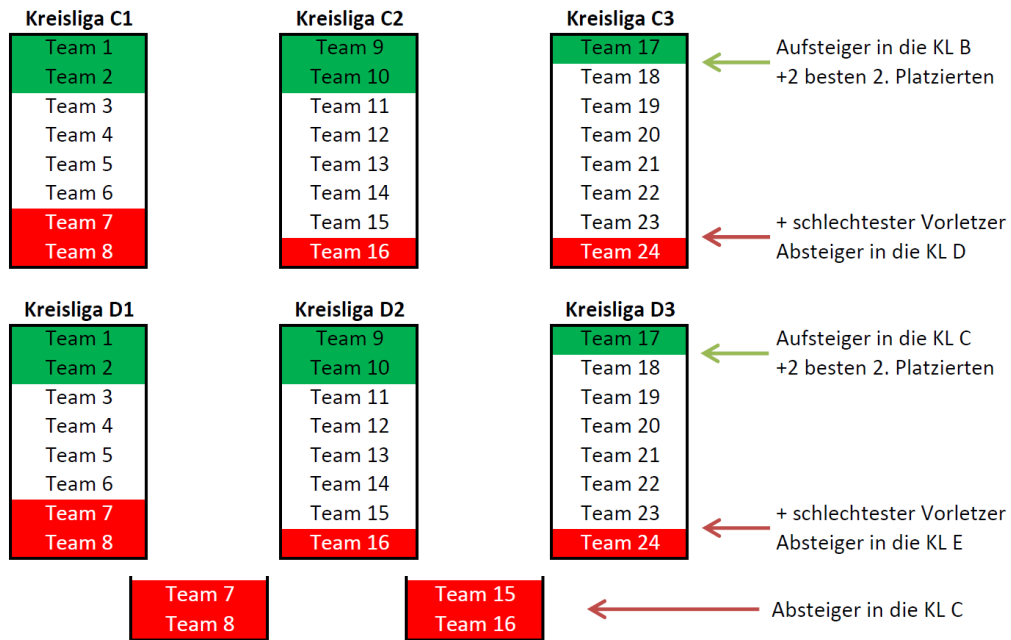 Kreisliga C1
Team 1
Team 2
Team 3
Team 4
Team 5
Team 6
Team 7
Team 8
Kreisliga C2
Team 9
Team 10
Team 11
Team 12
Team 13
Team 14
Team 15
Team 16
Kreisliga C3
Team 17
Team 18
Team 19
Team 20
Team 21
Team 22
Team 23
Team 24
Aufsteiger in die KL B
+2 besten 2. Platzierten
+ schlechtester Vorletzer
Absteiger in die KL D
Kreisliga D1
Team 1
Team 2
Team 3
Team 4
Team 5
Team 6
Team 7
Team 8
Kreisliga D2
Team 9
Team 10
Team 11
Team 12
Team 13
Team 14
Team 15
Team 16
Kreisliga D3
Team 17
Team 18
Team 19
Team 20
Team 21
Team 22
Team 23
Team 24
Aufsteiger in die KL C
+2 besten 2. Platzierten
+ schlechtester Vorletzer
Absteiger in die KL E
Team 7
Team 8
Team 15
Team 16
Absteiger in die KL C